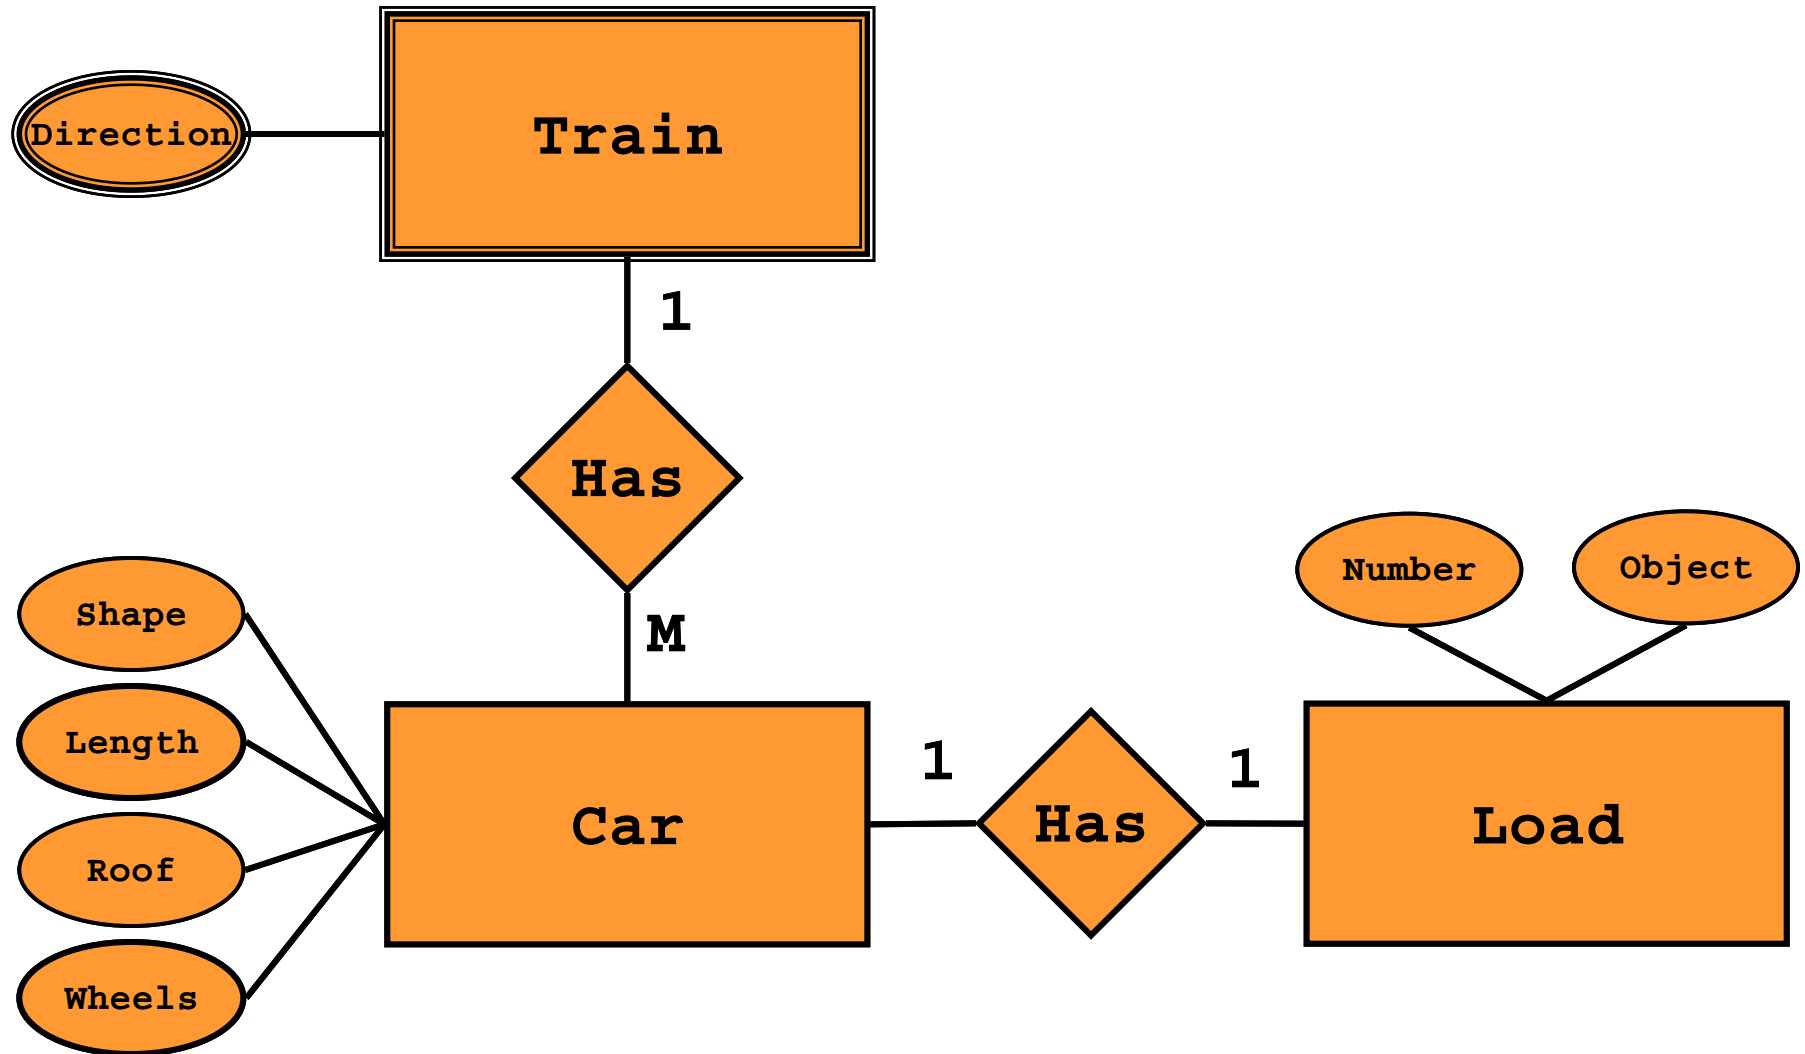 Direction
Train
1
Has
M
Shape
Length
Roof
Wheels
Car
1
Has
1
Number
Object
Load